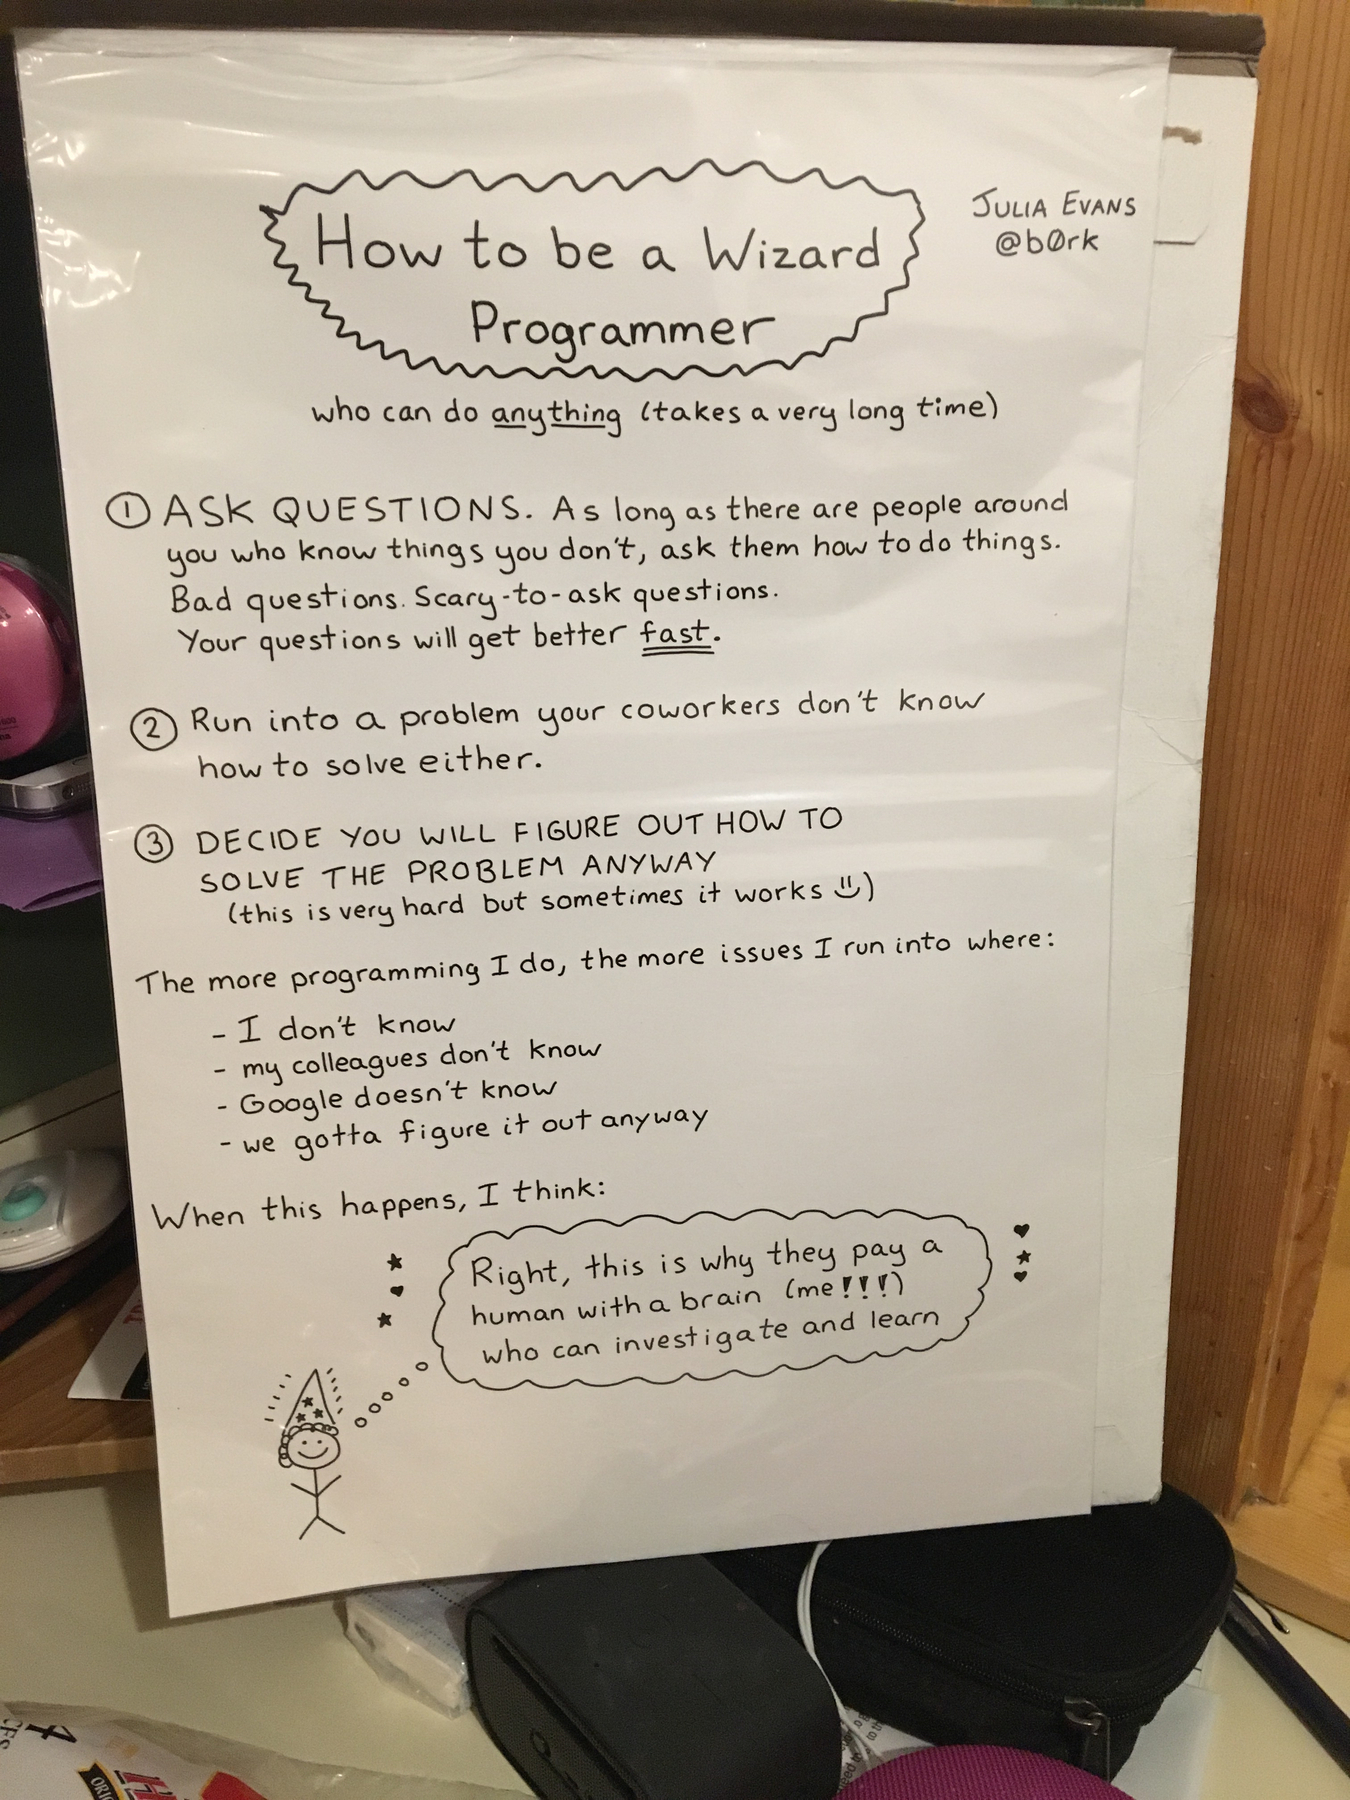 How to be a Wizard
Programmer
JULIA EVANS
@b0rk
who can do anything (takes a very long time)
① ASK QUESTIONS. As long as there are people around
you who know things you don't, ask them how to do things.
Bad questions. Scary-to-ask questions.
Your questions will get better fast.
② Run into a problem your coworkers don't know
how to solve either.
③ DECIDE YOU WILL FIGURE OUT HOW TO
SOLVE THE PROBLEM ANYWAY
(this is very hard but sometimes it works)
The more programming I do, the more issues I run into where:
- I don't know
- my colleagues don't know
- Google doesn't know
- we gotta figure it out anyway
When this happens, I think:
Right, this is why they pay a
human with a brain (me!!!)
who can investigate and learn